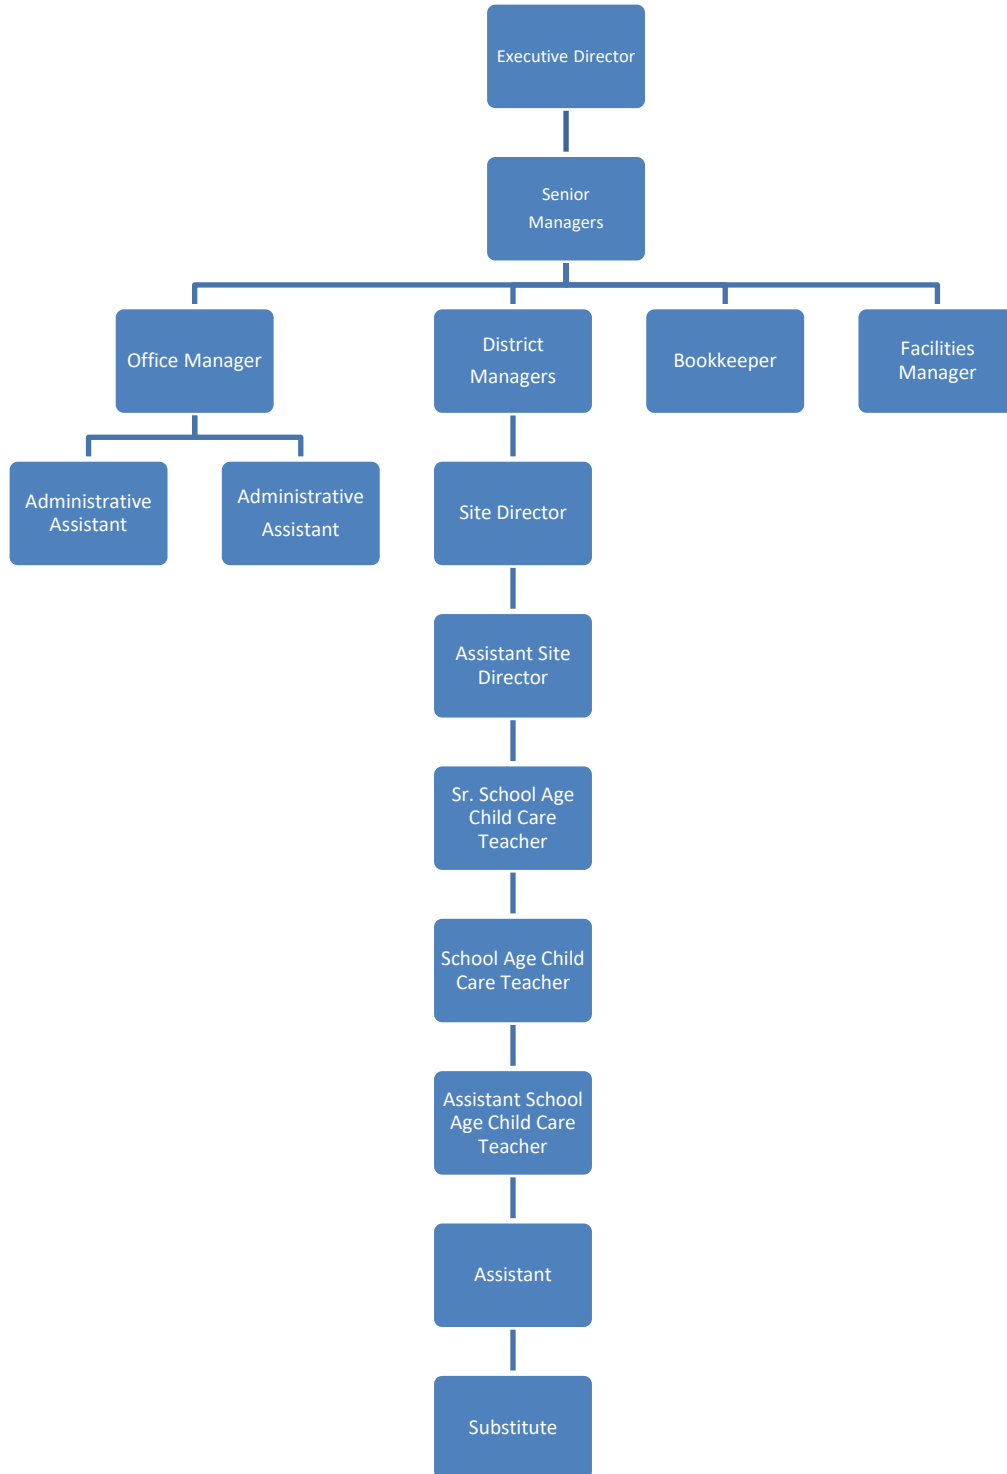 Executive Director
Senior
Managers
Office Manager
District
Managers
Bookkeeper
Facilities
Manager
Administrative
Assistant
Administrative
Assistant
Site Director
Assistant Site
Director
Sr. School Age
Child Care
Teacher
School Age Child
Care Teacher
Assistant School
Age Child Care
Teacher
Assistant
Substitute